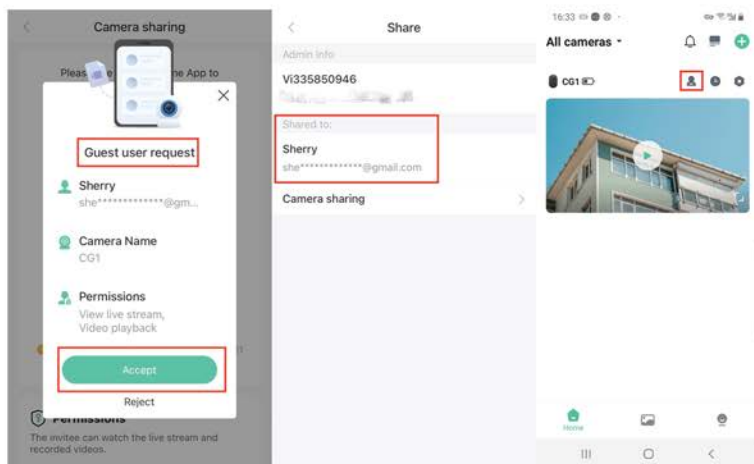 Camera sharing
Please
ne App to
Guest user request
Sherry
she*************@gm...
Camera Name
CG1
Permissions
View live stream,
Video playback
Accept
Reject
Permissions
The invitee can watch the live stream and
recorded videos.
Share
Admin info
Vi335850946
Shared to:
Sherry
she*************@gmail.com
Camera sharing
16:33
All cameras
CG1
Home